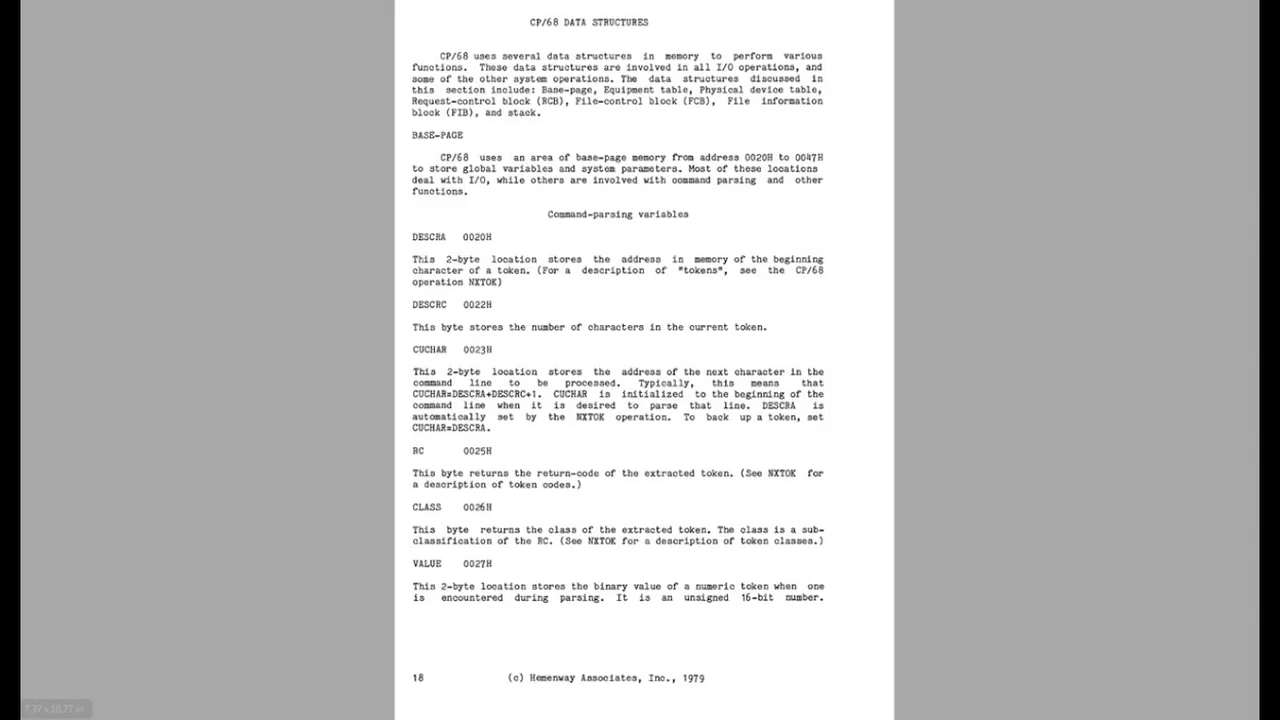 CP/68 DATA STRUCTURES
CP/68 uses several data structures in memory to perform various
functions. These data structures are involved in all I/O operations, and
some of the other system operations. The data structures discussed in
this section include: Base-page, Equipment table, Physical device table,
Request-control block (RCB), File-control block (FCB), File information
block (FIB), and stack.
BASE-PAGE
CP/68 uses an area of base-page memory from address 0020H to 0047H
to store global variables and system parameters. Most of these locations
deal with I/O, while others are involved with command parsing and other
functions.
Command-parsing variables
DESCRA 0020H
This 2-byte location stores the address in memory of the beginning
character of a token. (For a description of "tokens", see the CP/68
operation NXTOK)
DESCRC 0022H
This byte stores the number of characters in the current token.
CUCHAR 0023H
This 2-byte location stores the address of the next character in the
command line to be processed. Typically, this means that
CUCHAR=DESCRA+DESCRC+1. CUCHAR is initialized to the beginning of the
command line when it is desired to parse that line. DESCRA is
automatically set by the NXTOK operation. To back up a token, set
CUCHAR=DESCRA.
RC 0025H
This byte returns the return-code of the extracted token. (See NXTOK for
a description of token codes.)
CLASS 0026H
This byte returns the class of the extracted token. The class is a sub-
classification of the RC. (See NXTOK for a description of token classes.)
VALUE 0027H
This 2-byte location stores the binary value of a numeric token when one
is encountered during parsing. It is an unsigned 16-bit number.
18 (c) Hemenway Associates, Inc., 1979
7.37 x 10.77 in